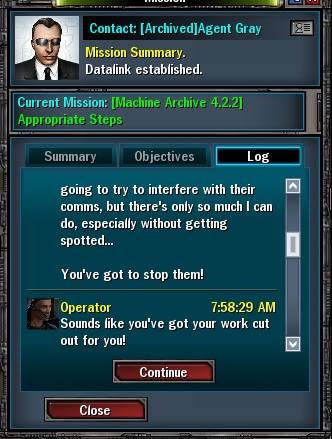 Mission
Contact: [Archived]Agent Gray
Mission Summary.
Datalink established.
Current Mission: [Machine Archive 4.2.2]
Appropriate Steps
Summary
Objectives
Log
going to try to interfere with their
comms, but there's only so much I can
do, especially without getting
spotted...
You've got to stop them!
Operator 7:58:29 AM
Sounds like you've got your work cut
out for you!
Continue
Close